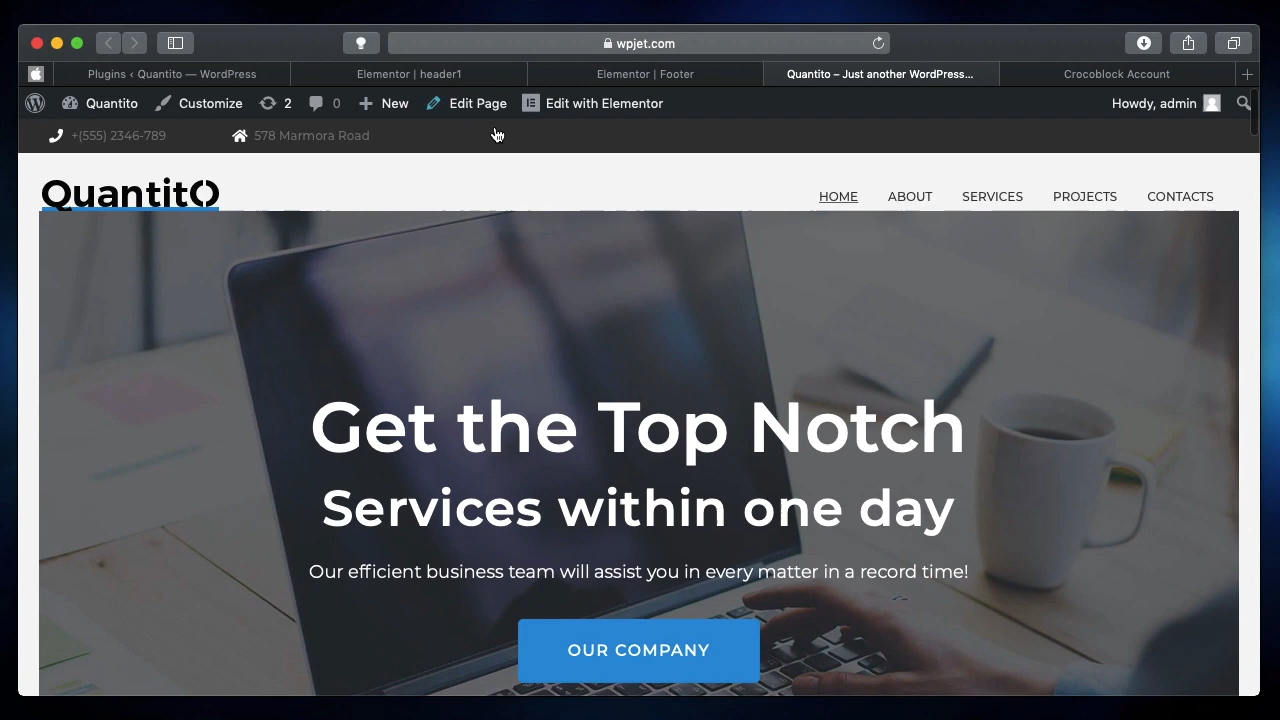 wpjet.com
Plugins ‹ Quantito — WordPress
Elementor | header1
Elementor | Footer
Quantito – Just another WordPress...
Crocoblock Account
Quantito
Customize
2
0
New
Edit Page
Edit with Elementor
Howdy, admin
+(555) 2346-789
578 Marmora Road
Quantito
HOME
ABOUT
SERVICES
PROJECTS
CONTACTS
Get the Top Notch
Services within one day
Our efficient business team will assist you in every matter in a record time!
OUR COMPANY